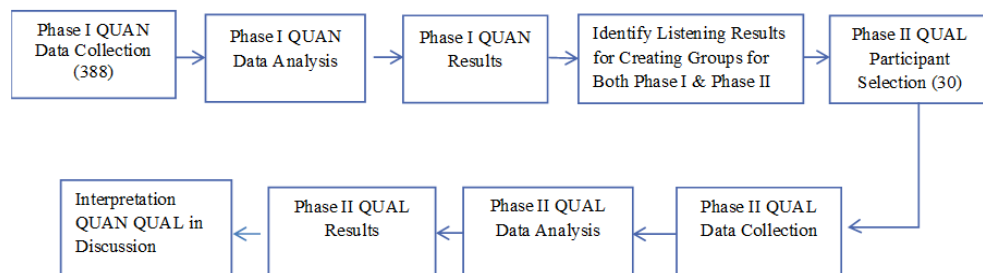 Phase I QUAN
Data Collection
(388)
Phase I QUAN
Data Analysis
Phase I QUAN
Results
Identify Listening Results
for Creating Groups for
Both Phase I & Phase II
Phase II QUAL
Participant
Selection (30)
Phase II QUAL
Data Collection
Phase II QUAL
Data Analysis
Phase II QUAL
Results
Interpretation
QUAN QUAL in
Discussion